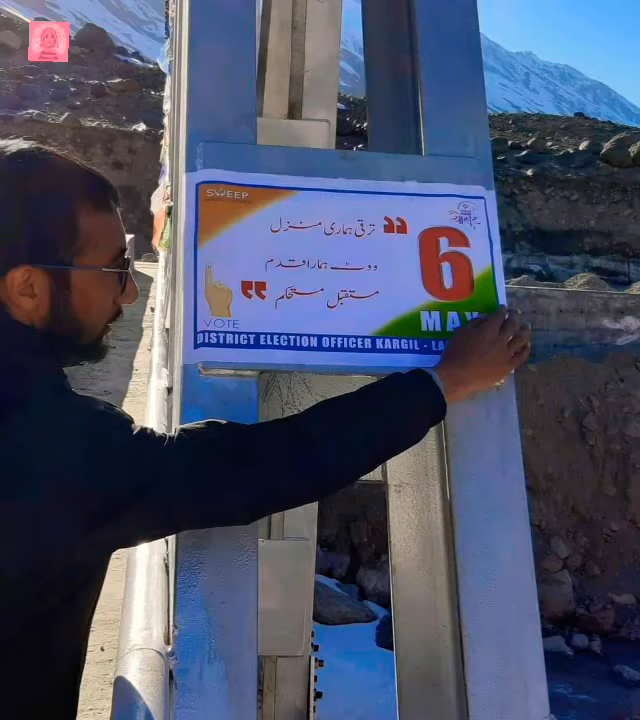 SWEEP
ترقی ہماری منزل
ووٹ ہمارا قدم
مستقبل مستحکم
6
MAY
VOTE
DISTRICT ELECTION OFFICER KARGIL - LA